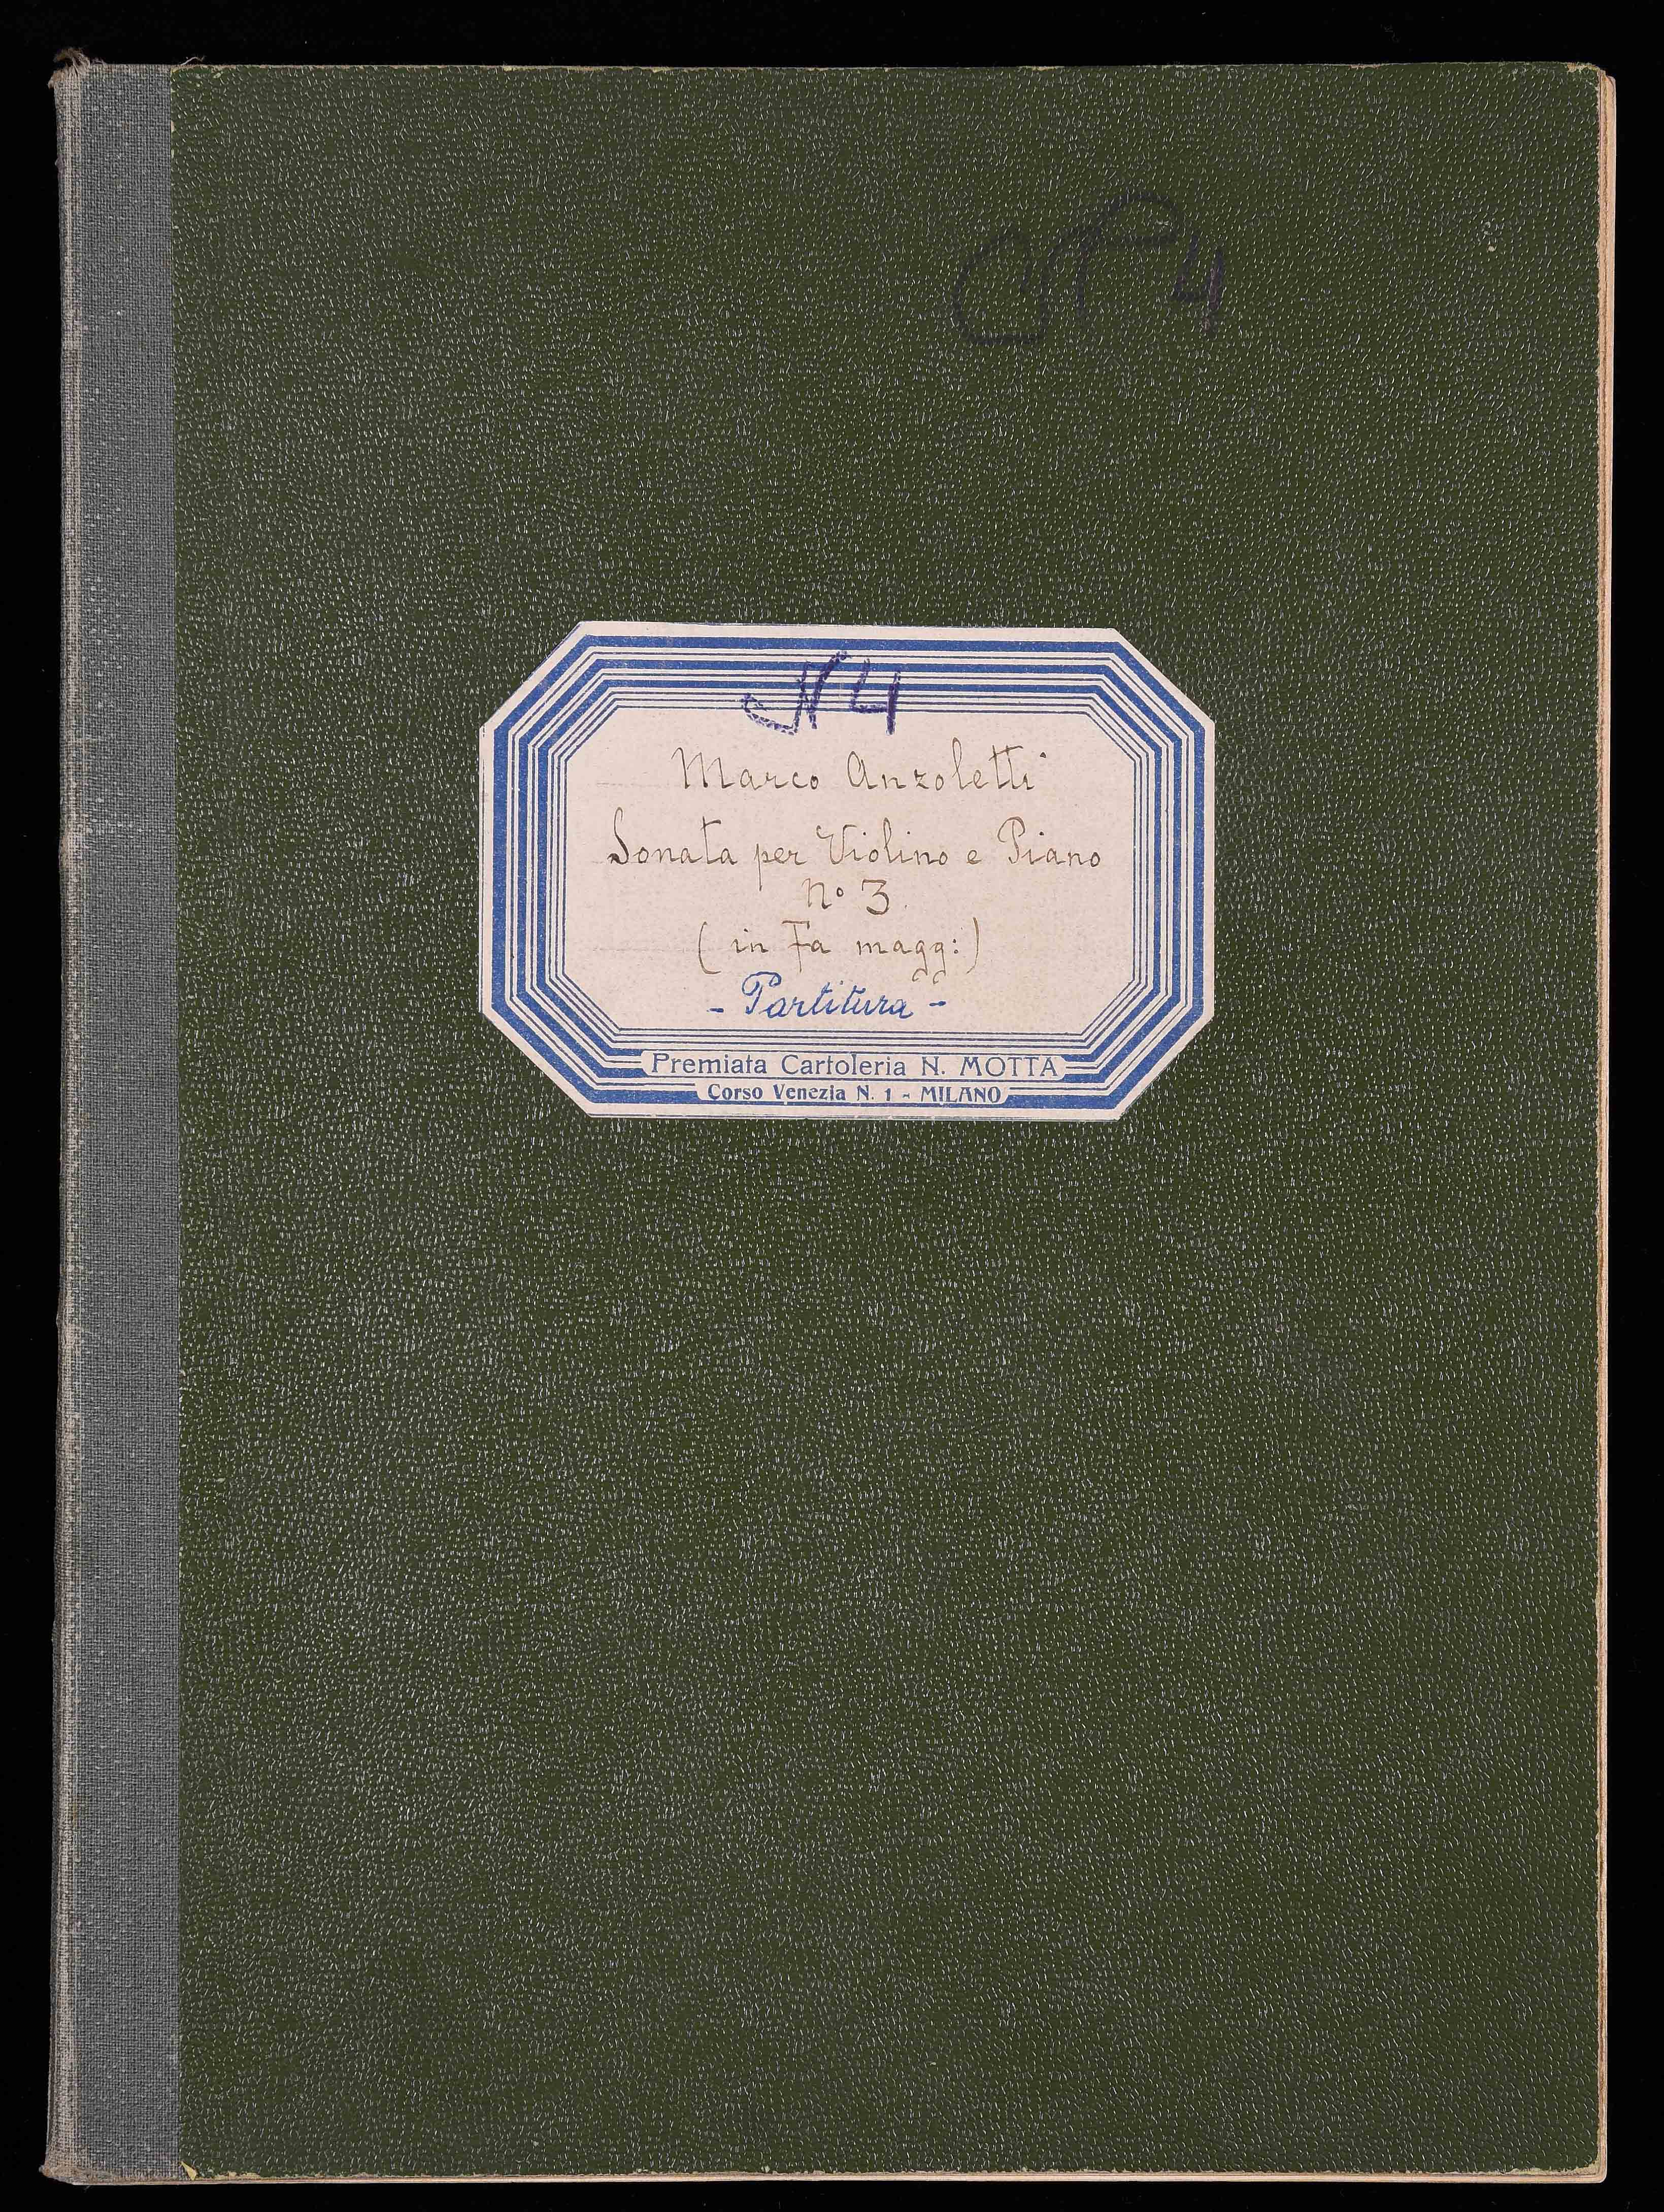 N 4
Marco Anzoletti
Sonata per Violino e Piano
No 3.
( in Fa magg: )
- Partitura -
Premiata Cartoleria N. MOTTA
Corso Venezia N. 1 - MILANO